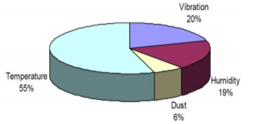 Vibration
20%
Temperature
55%
Humidity
19%
Dust
6%